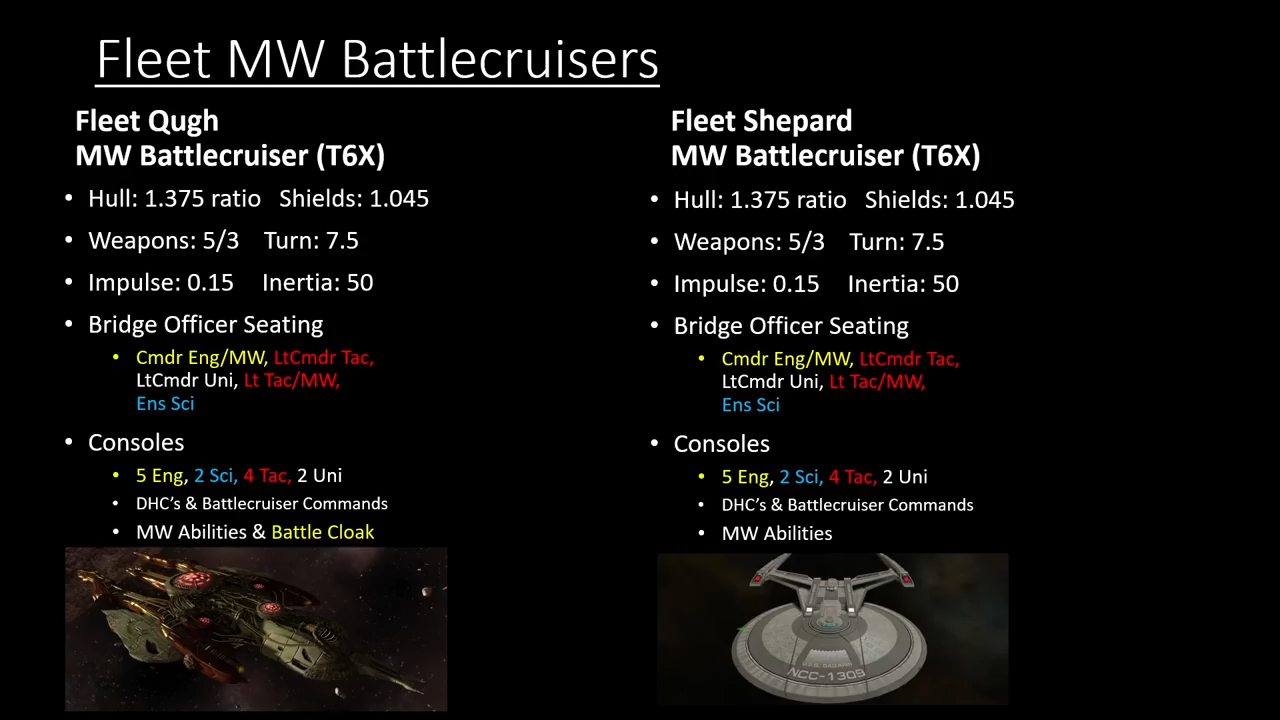 Fleet MW Battlecruisers
Fleet Qugh
MW Battlecruiser (T6X)
• Hull: 1.375 ratio Shields: 1.045
• Weapons: 5/3 Turn: 7.5
• Impulse: 0.15 Inertia: 50
• Bridge Officer Seating
• Cmdr Eng/MW, LtCmdr Tac,
LtCmdr Uni, Lt Tac/MW,
Ens Sci
• Consoles
• 5 Eng, 2 Sci, 4 Tac, 2 Uni
• DHC's & Battlecruiser Commands
• MW Abilities & Battle Cloak
Fleet Shepard
MW Battlecruiser (T6X)
• Hull: 1.375 ratio Shields: 1.045
• Weapons: 5/3 Turn: 7.5
• Impulse: 0.15 Inertia: 50
• Bridge Officer Seating
• Cmdr Eng/MW, LtCmdr Tac,
LtCmdr Uni, Lt Tac/MW,
Ens Sci
• Consoles
• 5 Eng, 2 Sci, 4 Tac, 2 Uni
• DHC's & Battlecruiser Commands
• MW Abilities
NCC-1309